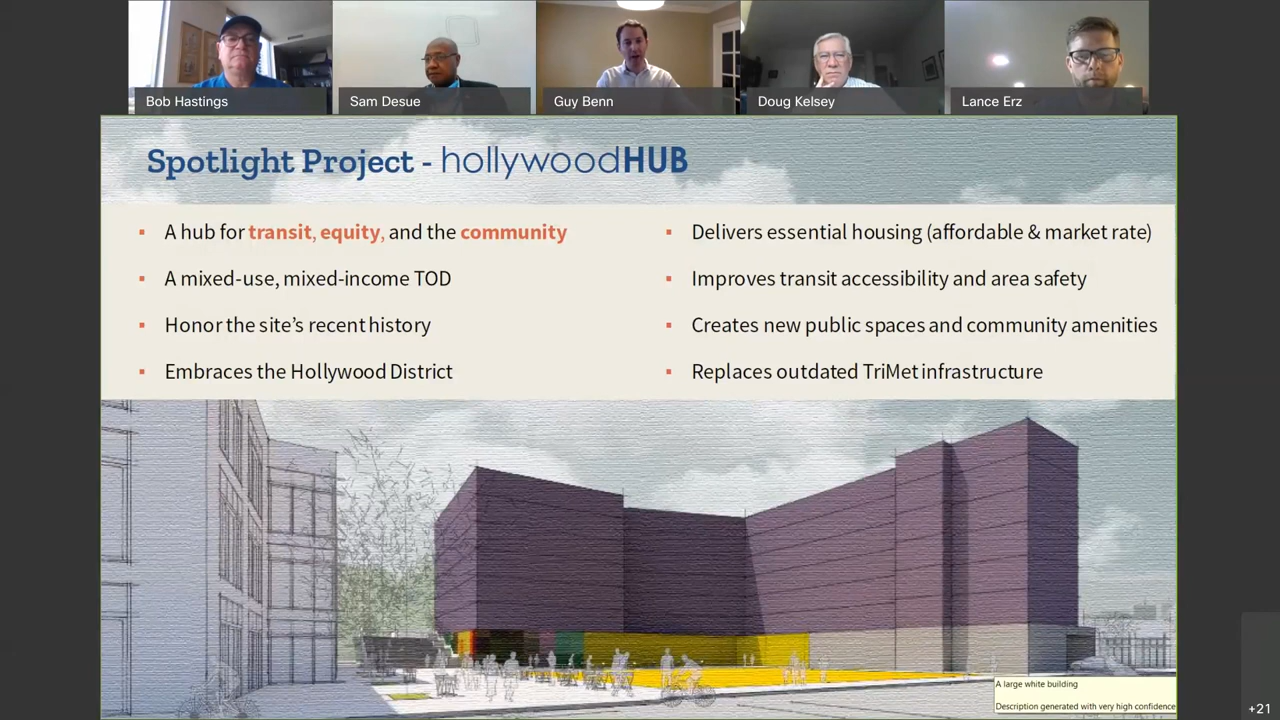 Bob Hastings
Sam Desue
Guy Benn
Doug Kelsey
Lance Erz
Spotlight Project - hollywoodHUB
A hub for transit, equity, and the community
A mixed-use, mixed-income TOD
Honor the site's recent history
Embraces the Hollywood District
Delivers essential housing (affordable & market rate)
Improves transit accessibility and area safety
Creates new public spaces and community amenities
Replaces outdated TriMet infrastructure
A large white building
Description generated with very high confidence
+21